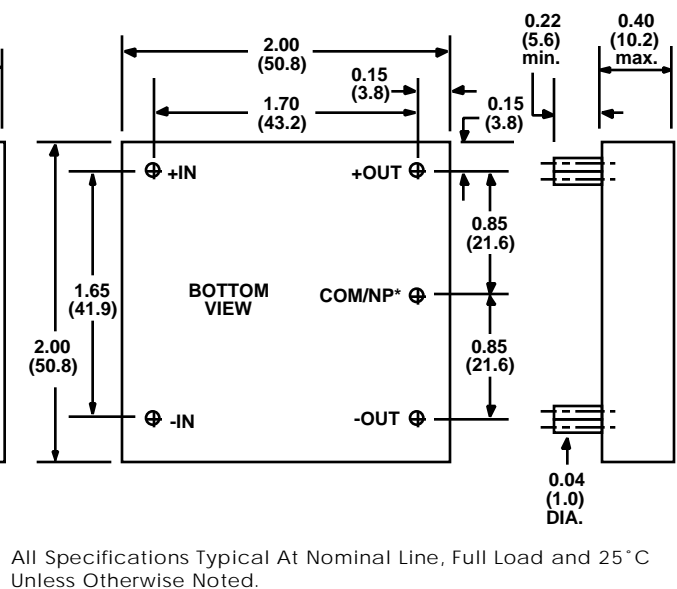 2.00
(50.8)
0.15
(3.8)
1.70
(43.2)
0.15
(3.8)
0.22
(5.6)
min.
0.40
(10.2)
max.
+IN
+OUT
0.85
(21.6)
1.65
(41.9)
BOTTOM
VIEW
COM/NP*
2.00
(50.8)
0.85
(21.6)
-IN
-OUT
0.04
(1.0)
DIA.
All Specifications Typical At Nominal Line, Full Load and 25°C
Unless Otherwise Noted.